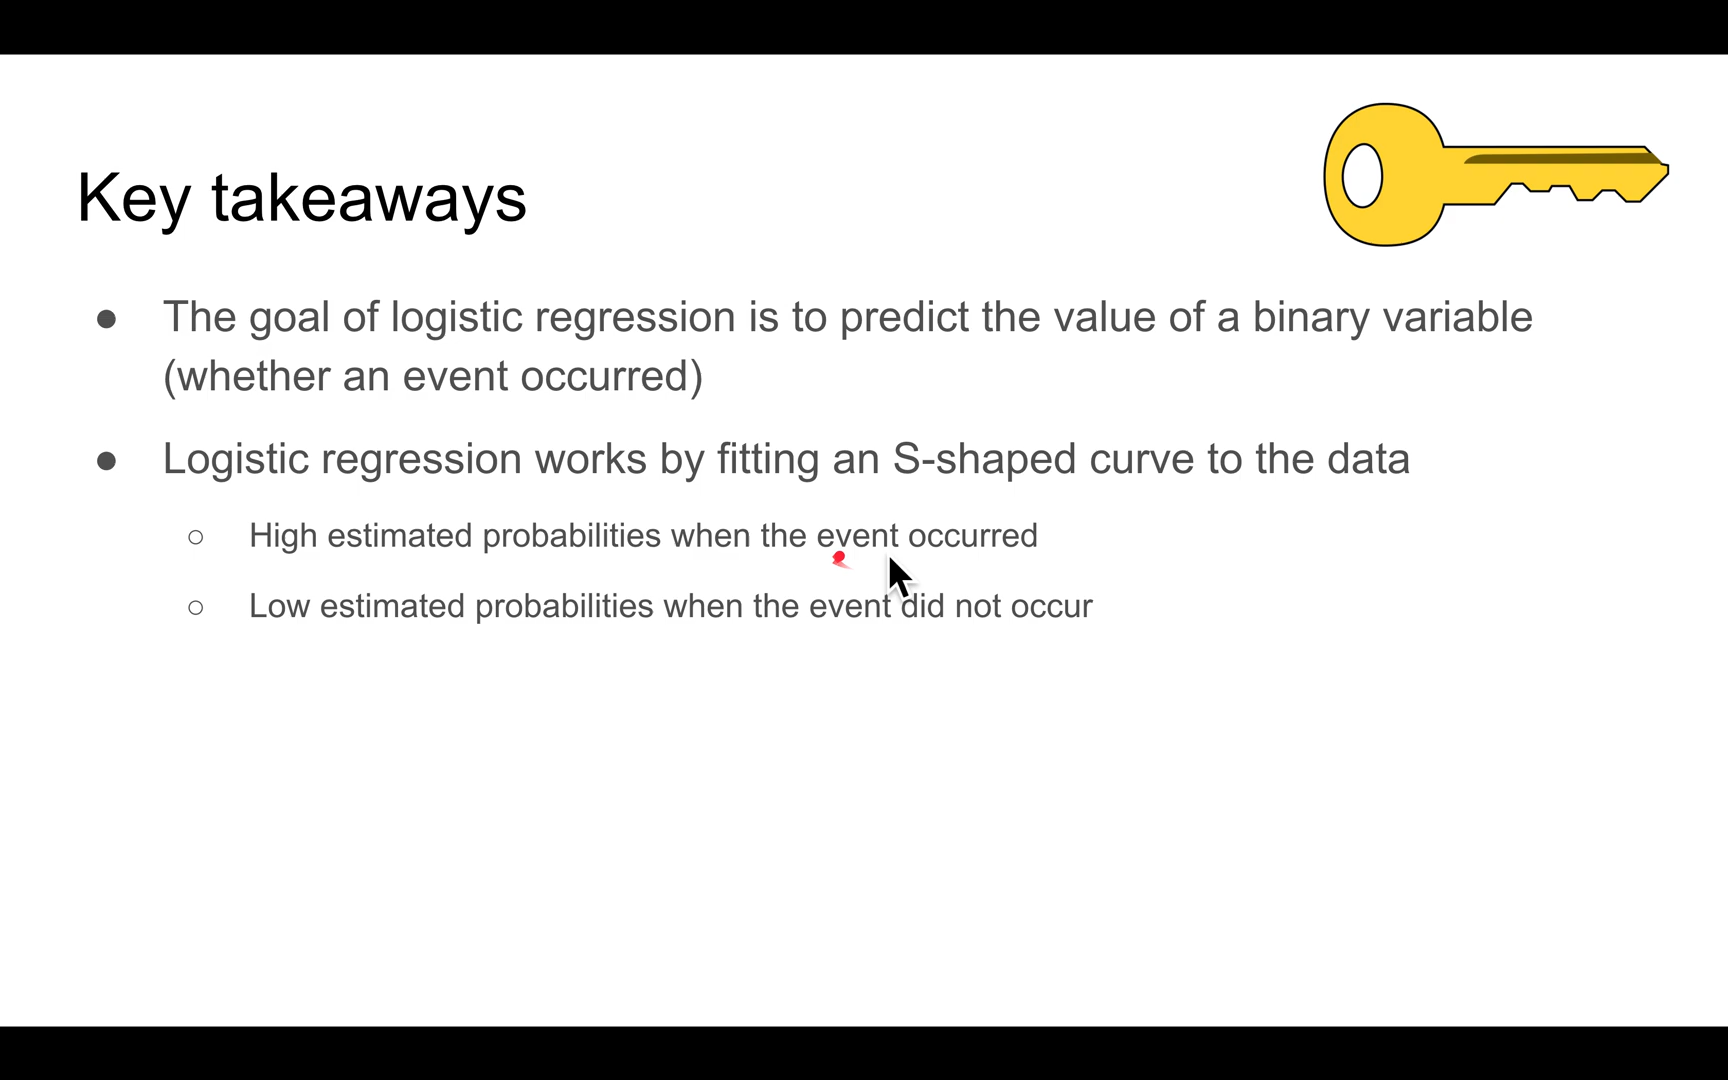 Key takeaways
● The goal of logistic regression is to predict the value of a binary variable
(whether an event occurred)
● Logistic regression works by fitting an S-shaped curve to the data
○ High estimated probabilities when the event occurred
○ Low estimated probabilities when the event did not occur